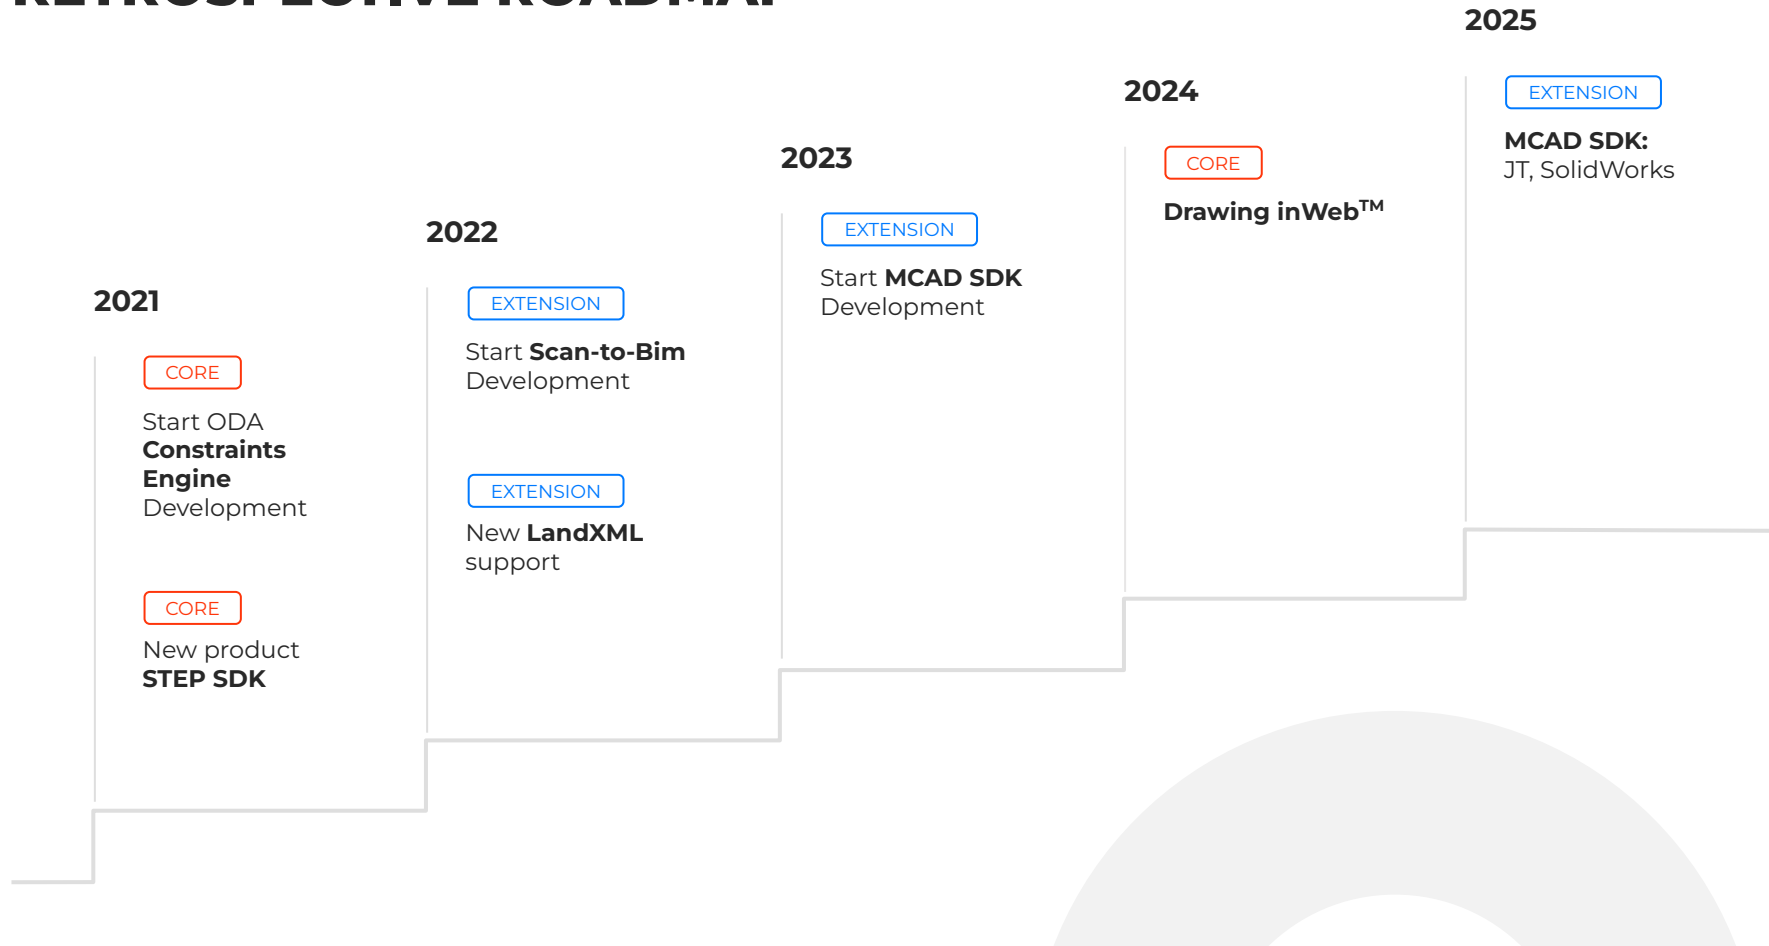 RETROSPECTIVE ROADMAP
2021
CORE
Start ODA
Constraints
Engine
Development
CORE
New product
STEP SDK
2022
EXTENSION
Start Scan-to-Bim
Development
EXTENSION
New LandXML
support
2023
EXTENSION
Start MCAD SDK
Development
2024
CORE
Drawing inWeb™
2025
EXTENSION
MCAD SDK:
JT, SolidWorks